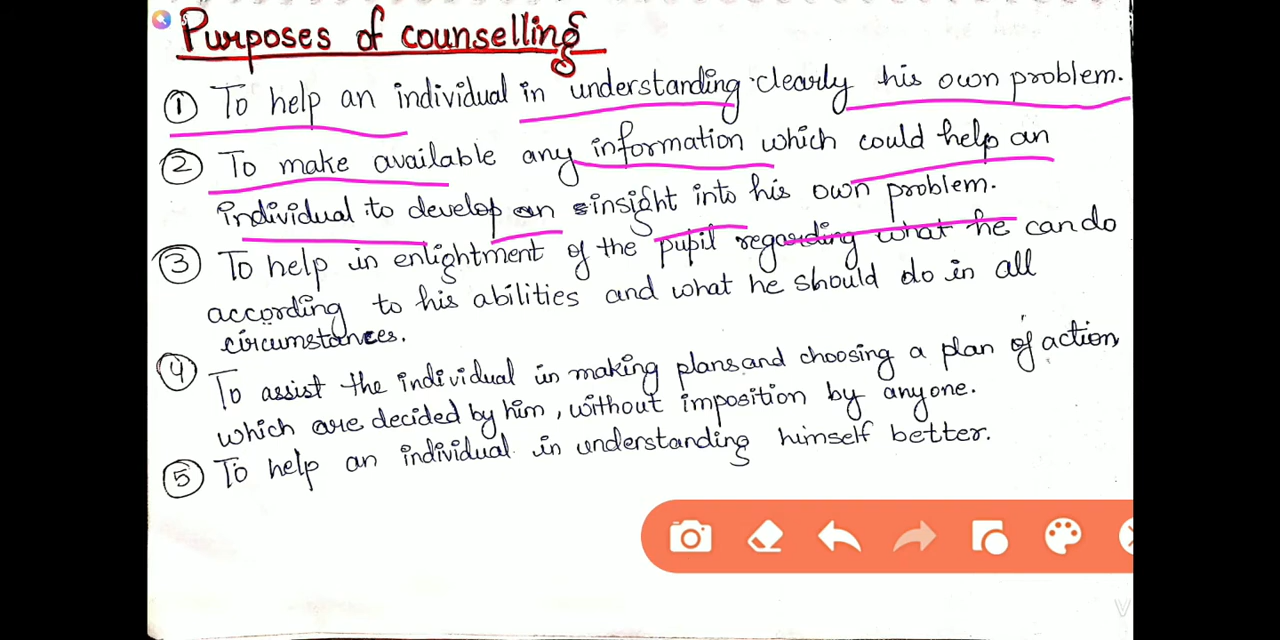 Purposes of counselling
① To help an individual in understanding clearly his own problem.
② To make available any information which could help an
individual to develop an insight into his own problem.
③ To help in enlightment of the pupil regarding what he can do
according to his abilities and what he should do in all
circumstances.
④ To assist the individual in making plans and choosing a plan of action
which are decided by him, without imposition by anyone.
⑤ To help an individual in understanding himself better.